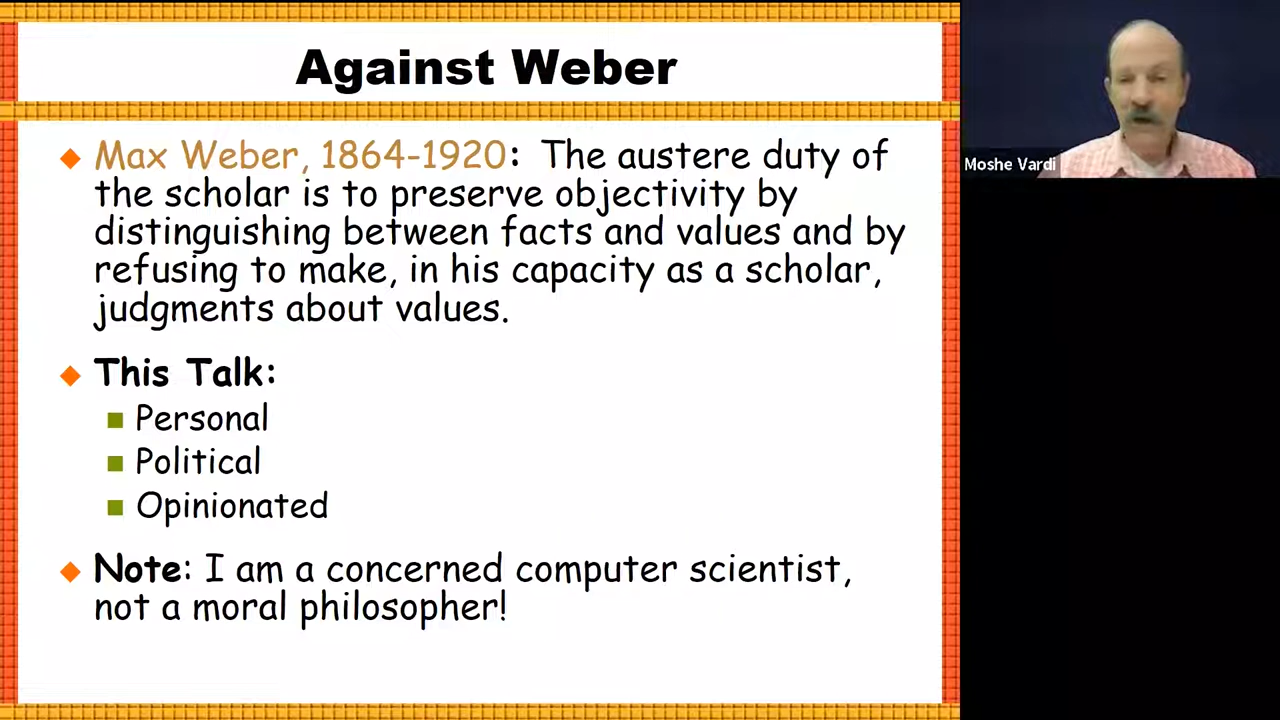 Against Weber
Max Weber, 1864-1920: The austere duty of
the scholar is to preserve objectivity by
distinguishing between facts and values and by
refusing to make, in his capacity as a scholar,
judgments about values.
This Talk:
Personal
Political
Opinionated
Note: I am a concerned computer scientist,
not a moral philosopher!
Moshe Vardi